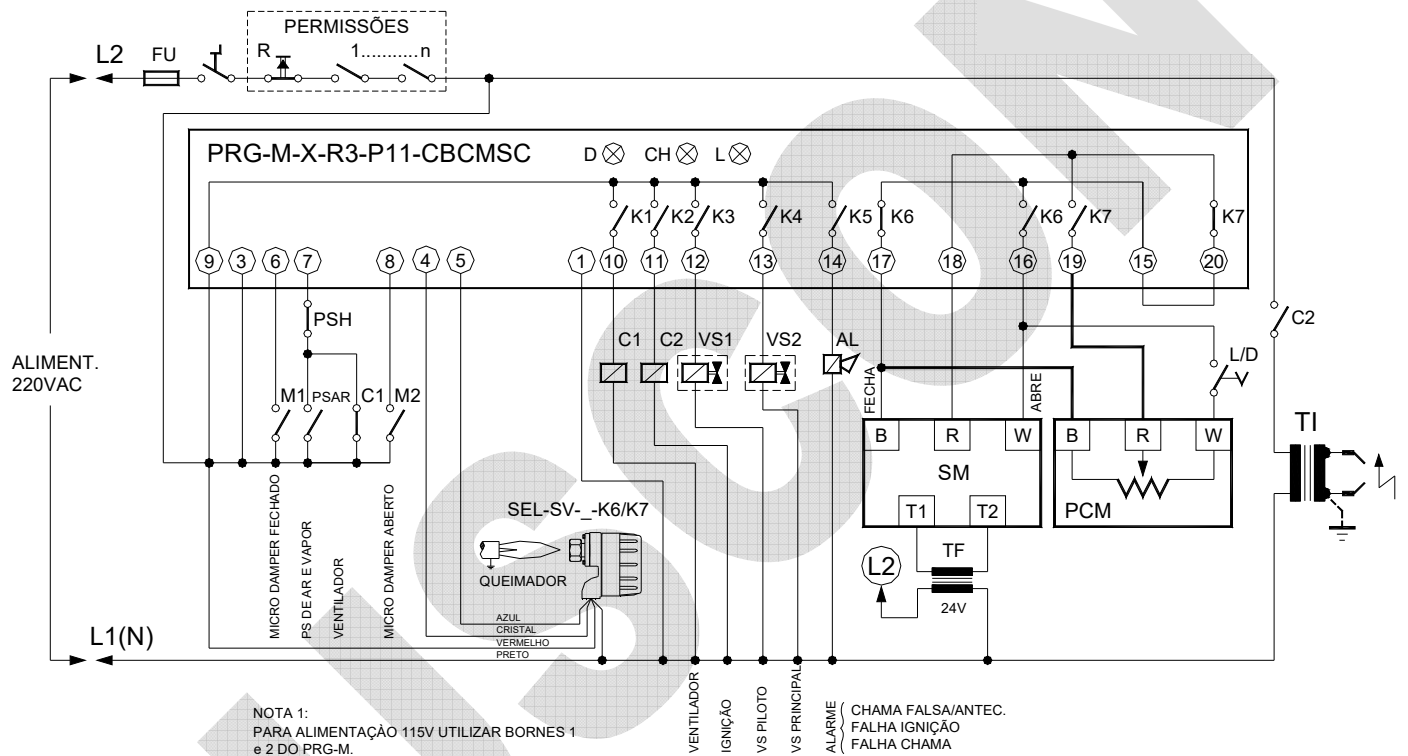 PERMISSÕES
L2
FU
R
1...........n
PRG-M-X-R3-P11-CBCMSC
D
CH
L
K1
K2
K3
K4
K5
K6
K6
K7
K7
9
3
6
7
8
4
5
1
10
11
12
13
14
17
18
16
19
15
20
PSH
C2
ALIMENT.
220VAC
C1
C2
VS1
VS2
AL
FECHA
ABRE
L/D
M1
PSAR
C1
M2
B
R
W
SM
T1
T2
B
R
W
PCM
TI
MICRO DAMPER FECHADO
PS DE AR E VAPOR
VENTILADOR
MICRO DAMPER ABERTO
SEL-SV-_-K6/K7
QUEIMADOR
AZUL
CRISTAL
VERMELHO
PRETO
L2
TF
24V
L1(N)
VENTILADOR
IGNIÇÃO
VS PILOTO
VS PRINCIPAL
ALARME
CHAMA FALSA/ANTEC.
FALHA IGNIÇÃO
FALHA CHAMA
NOTA 1:
PARA ALIMENTAÇÀO 115V UTILIZAR BORNES 1
e 2 DO PRG-M.